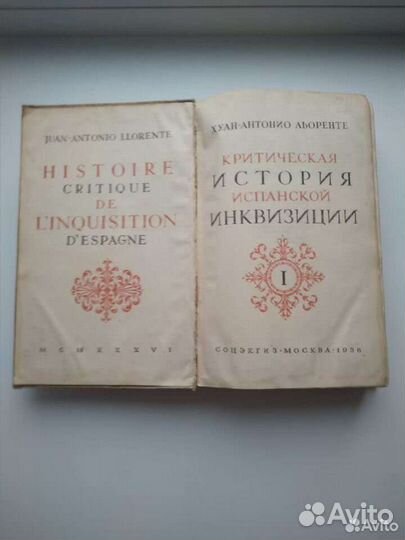 JUAN-ANTONIO LLORENTE
HISTOIRE
CRITIQUE
DE
L'INQUISITION
D'ESPAGNE
MCMXXXVI
ХУАН-АНТОНИО ЛЬОРЕНТЕ
КРИТИЧЕСКАЯ
ИСТОРИЯ
ИСПАНСКОЙ
ИНКВИЗИЦИИ
I
СОЦЭКГИЗ·МОСКВА·1936
Avito
Avito